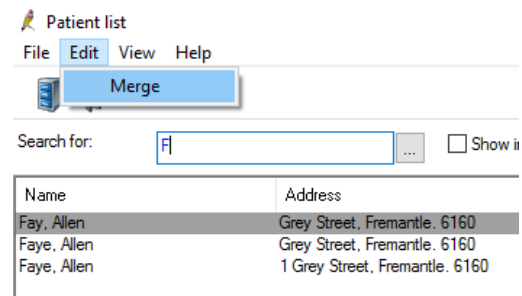 Patient list
File Edit View Help
Merge
Search for: F ... Show
Name Address
Fay, Allen Grey Street, Fremantle. 6160
Faye, Allen Grey Street, Fremantle. 6160
Faye, Allen 1 Grey Street, Fremantle. 6160